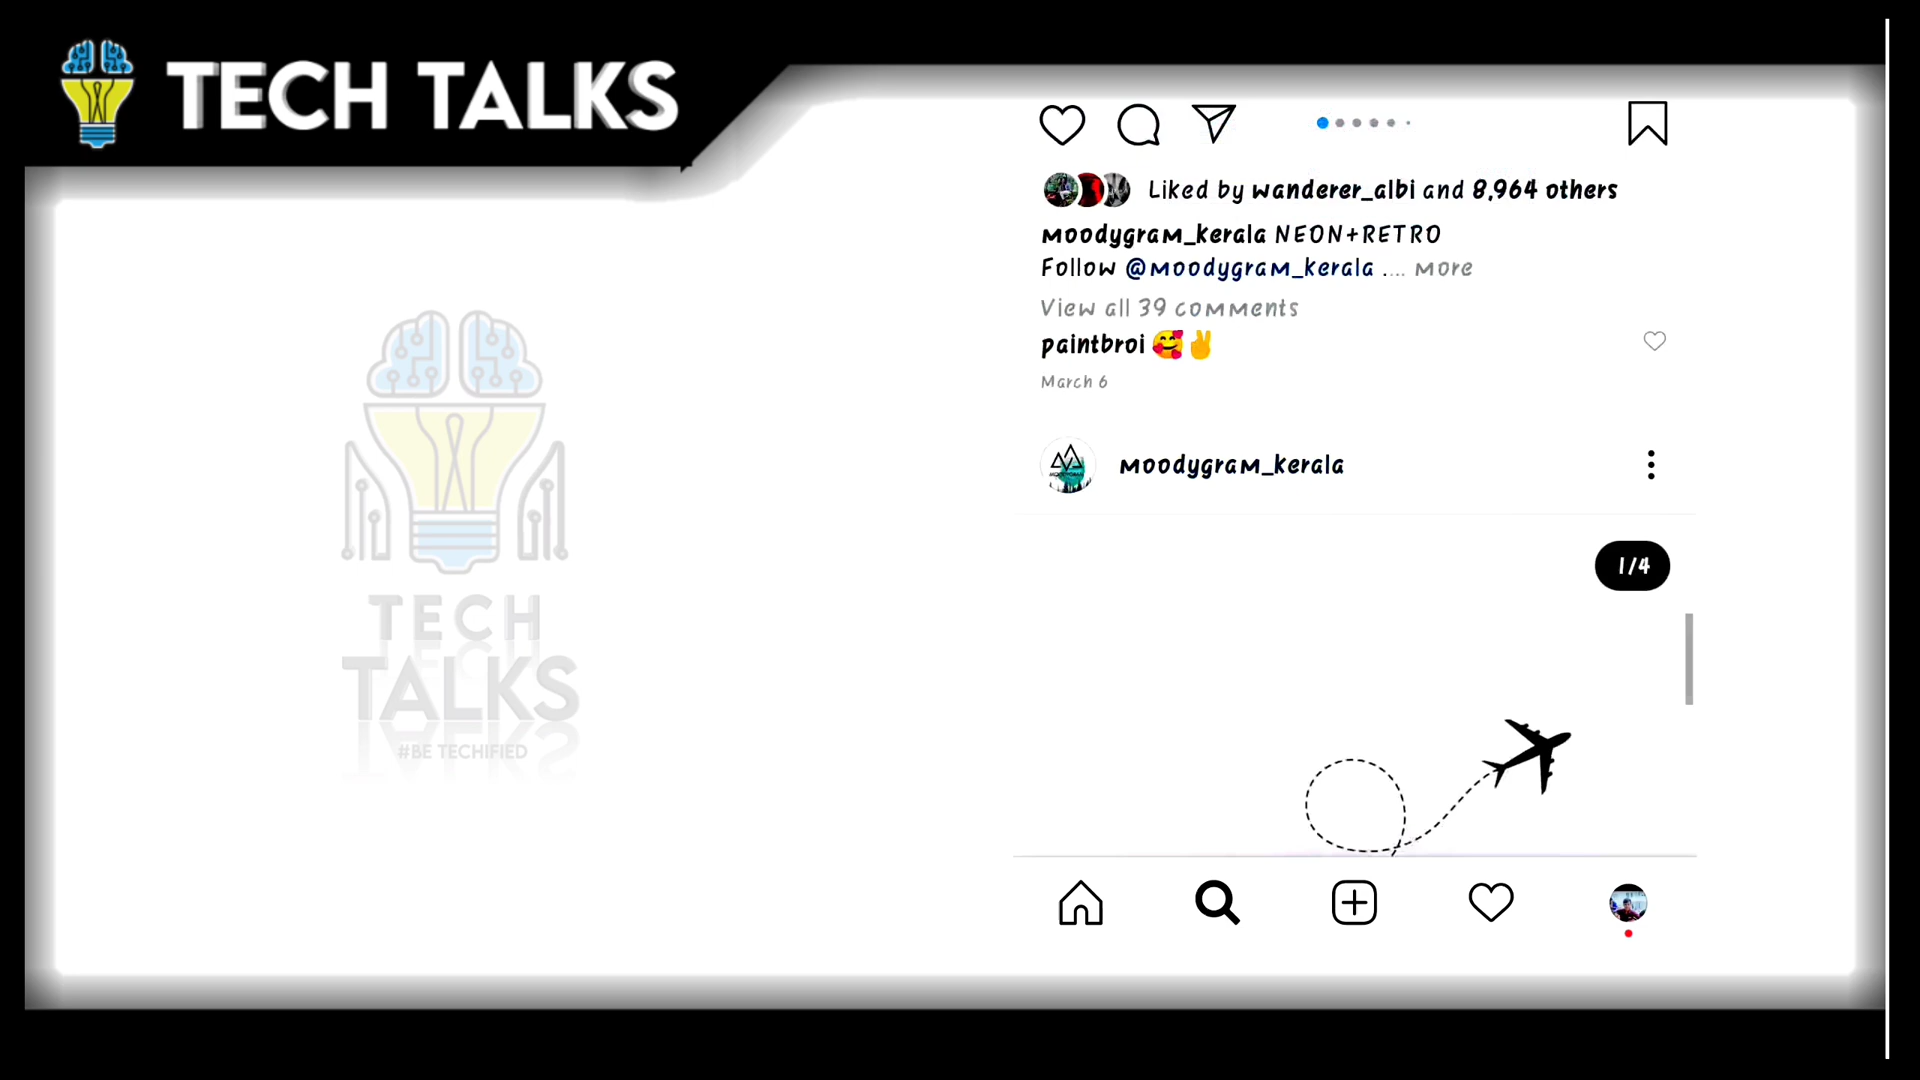 TECH TALKS
TECH
TALKS
#BE TECHIFIED
Liked by wanderer_albi and 8,964 others
moodygram_kerala NEON+RETRO
Follow @moodygram_kerala .... more
View all 39 comments
paintbroi 🥰✌
March 6
moodygram_kerala
1/4